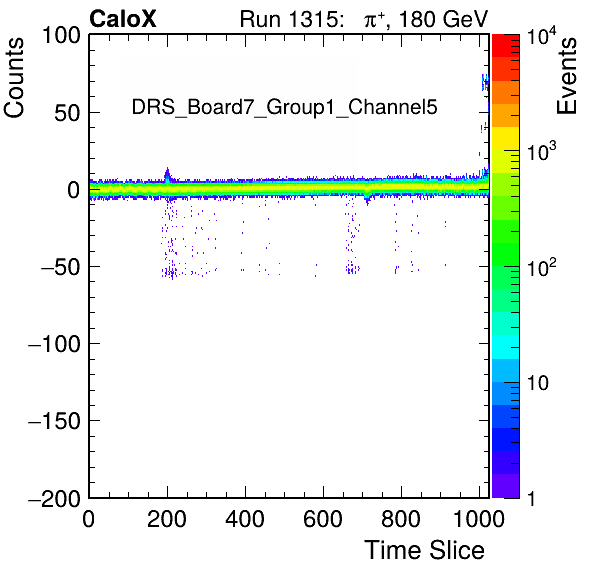 CaloX Run 1315: π⁺, 180 GeV
Counts
Events
DRS_Board7_Group1_Channel5
100
50
0
−50
−100
−150
−200
0 200 400 600 800 1000
Time Slice
10⁴
10³
10²
10
1